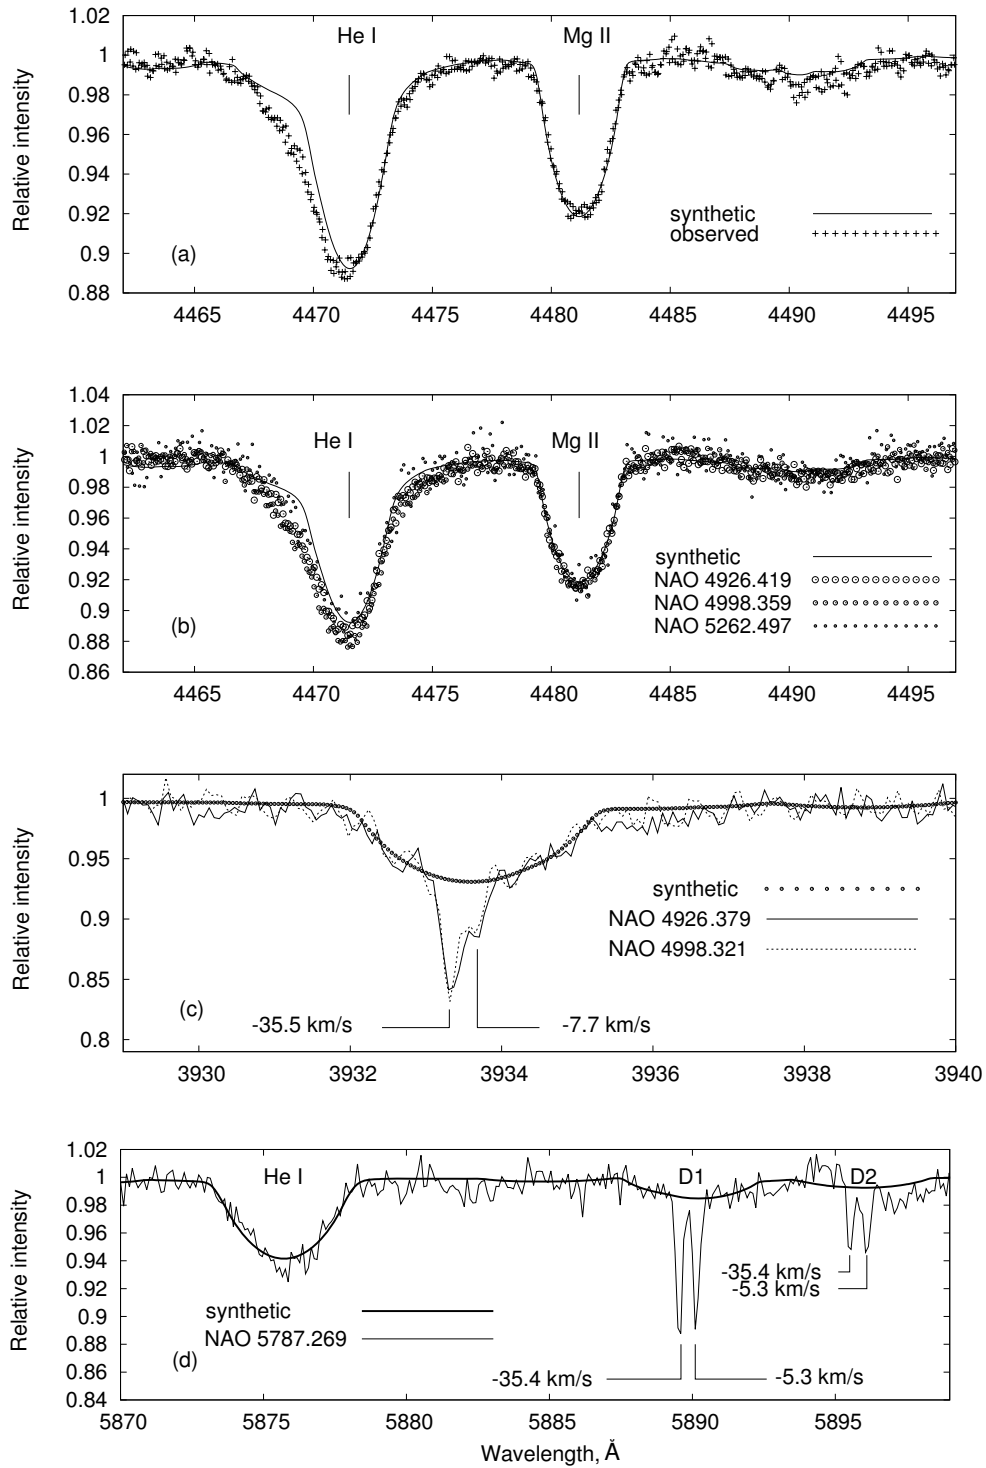 1.02
1
0.98
0.96
0.94
0.92
0.9
0.88
Relative intensity
He I
Mg II
synthetic
observed
(a)
4465 4470 4475 4480 4485 4490 4495
1.04
1.02
1
0.98
0.96
0.94
0.92
0.9
0.88
0.86
Relative intensity
He I
Mg II
synthetic
NAO 4926.419
NAO 4998.359
NAO 5262.497
(b)
4465 4470 4475 4480 4485 4490 4495
1
0.95
0.9
0.85
0.8
Relative intensity
synthetic
NAO 4926.379
NAO 4998.321
(c)
-35.5 km/s
-7.7 km/s
3930 3932 3934 3936 3938 3940
1.02
1
0.98
0.96
0.94
0.92
0.9
0.88
0.86
0.84
Relative intensity
He I
D1
D2
-35.4 km/s
-5.3 km/s
synthetic
NAO 5787.269
(d)
-35.4 km/s
-5.3 km/s
5870 5875 5880 5885 5890 5895
Wavelength, Å